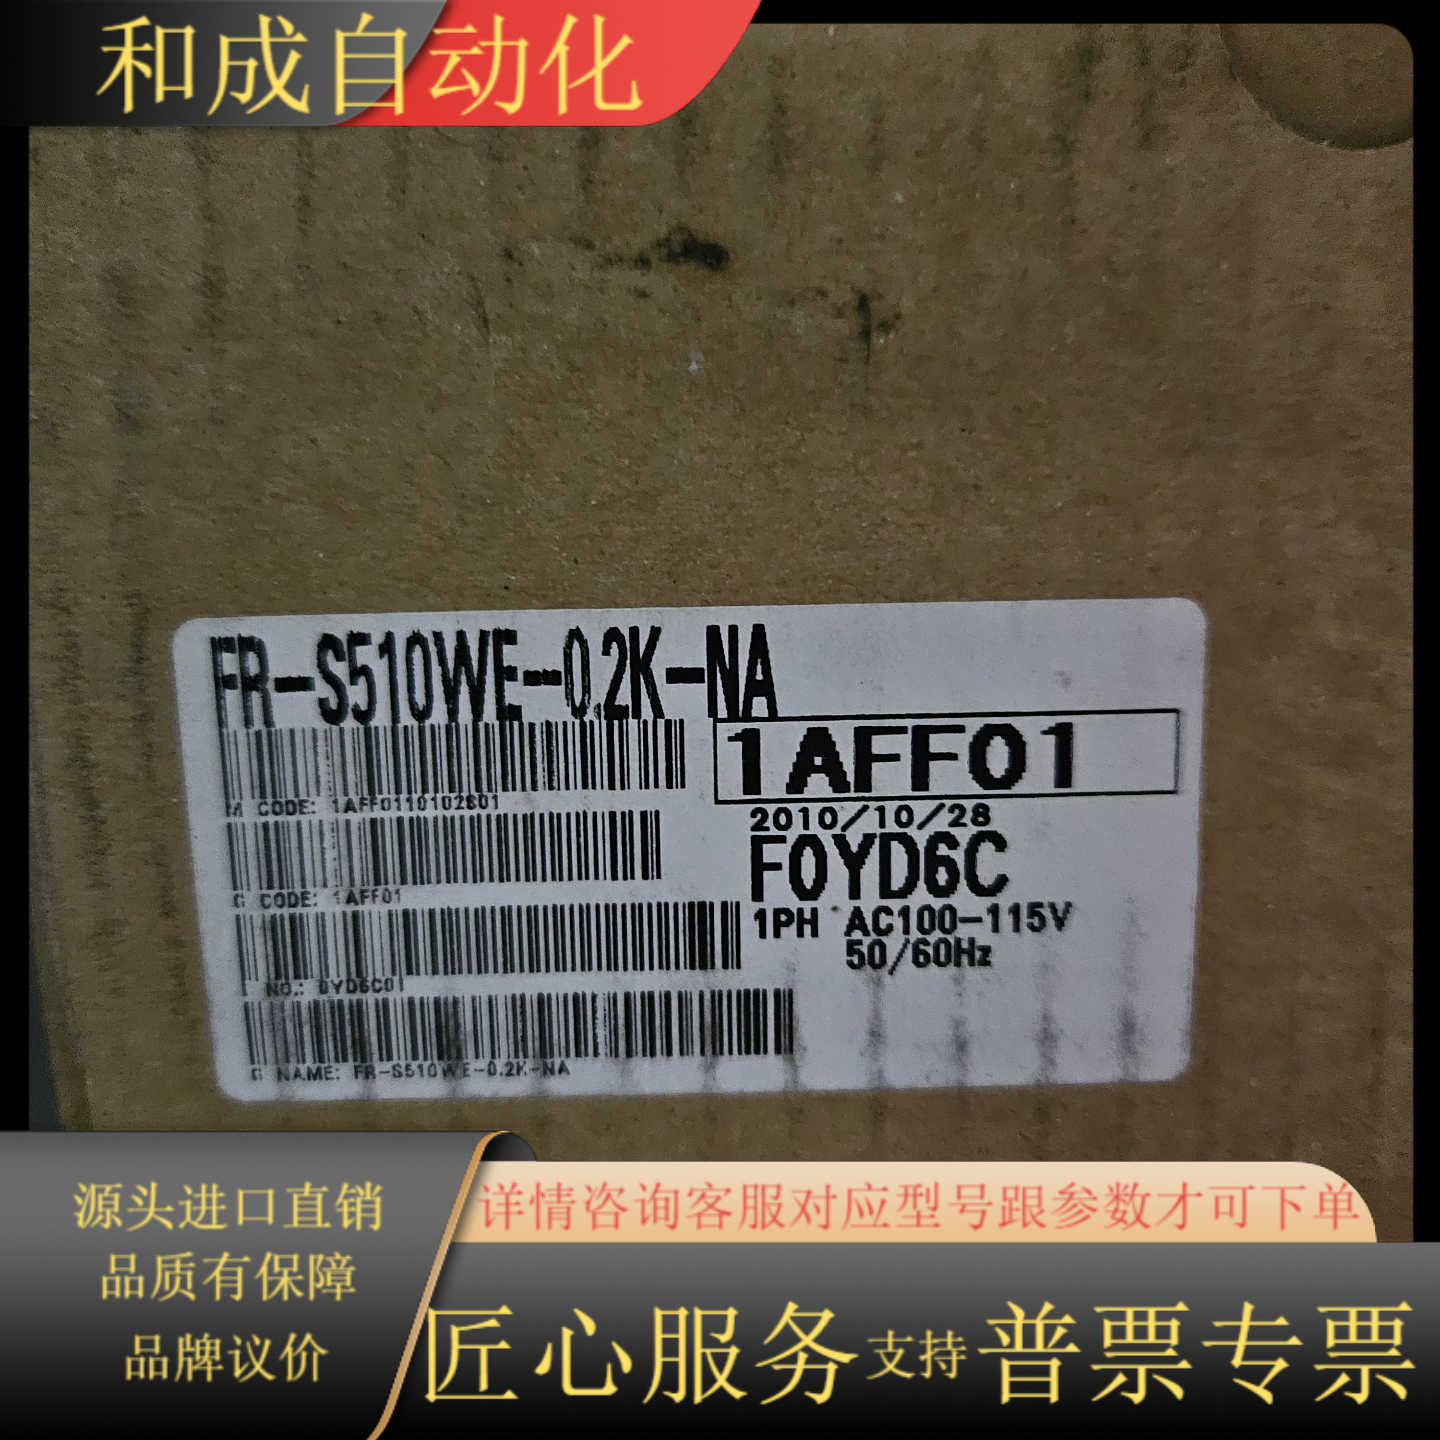 和成自动化
FR-S510WE-0.2K-NA
1AFF01
M CODE: 1AFF0110102801
2010/10/28
F0YD6C
G CODE: 1AFF01
1PH AC100-115V
50/60Hz
NO.: 0YD6C01
G NAME: FR-S510WE-0.2K-NA
源头进口直销
品质有保障
品牌议价
详情咨询客服对应型号跟参数才可下单
匠心服务支持普票专票